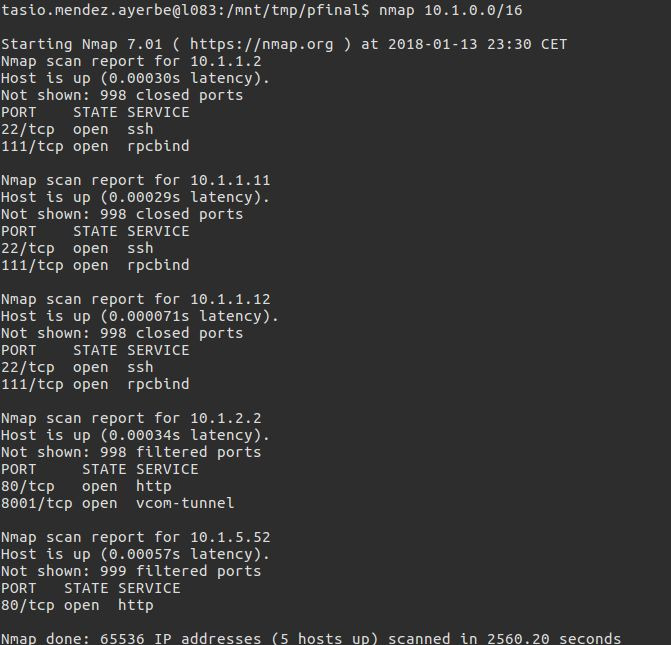 tasio.mendez.ayerbe@l083:/mnt/tmp/pfinal$ nmap 10.1.0.0/16
Starting Nmap 7.01 ( https://nmap.org ) at 2018-01-13 23:30 CET
Nmap scan report for 10.1.1.2
Host is up (0.00030s latency).
Not shown: 998 closed ports
PORT    STATE SERVICE
22/tcp  open  ssh
111/tcp open  rpcbind
Nmap scan report for 10.1.1.11
Host is up (0.00029s latency).
Not shown: 998 closed ports
PORT    STATE SERVICE
22/tcp  open  ssh
111/tcp open  rpcbind
Nmap scan report for 10.1.1.12
Host is up (0.000071s latency).
Not shown: 998 closed ports
PORT    STATE SERVICE
22/tcp  open  ssh
111/tcp open  rpcbind
Nmap scan report for 10.1.2.2
Host is up (0.00034s latency).
Not shown: 998 filtered ports
PORT     STATE SERVICE
80/tcp   open  http
8001/tcp open  vcom-tunnel
Nmap scan report for 10.1.5.52
Host is up (0.00057s latency).
Not shown: 999 filtered ports
PORT   STATE SERVICE
80/tcp open  http
Nmap done: 65536 IP addresses (5 hosts up) scanned in 2560.20 seconds